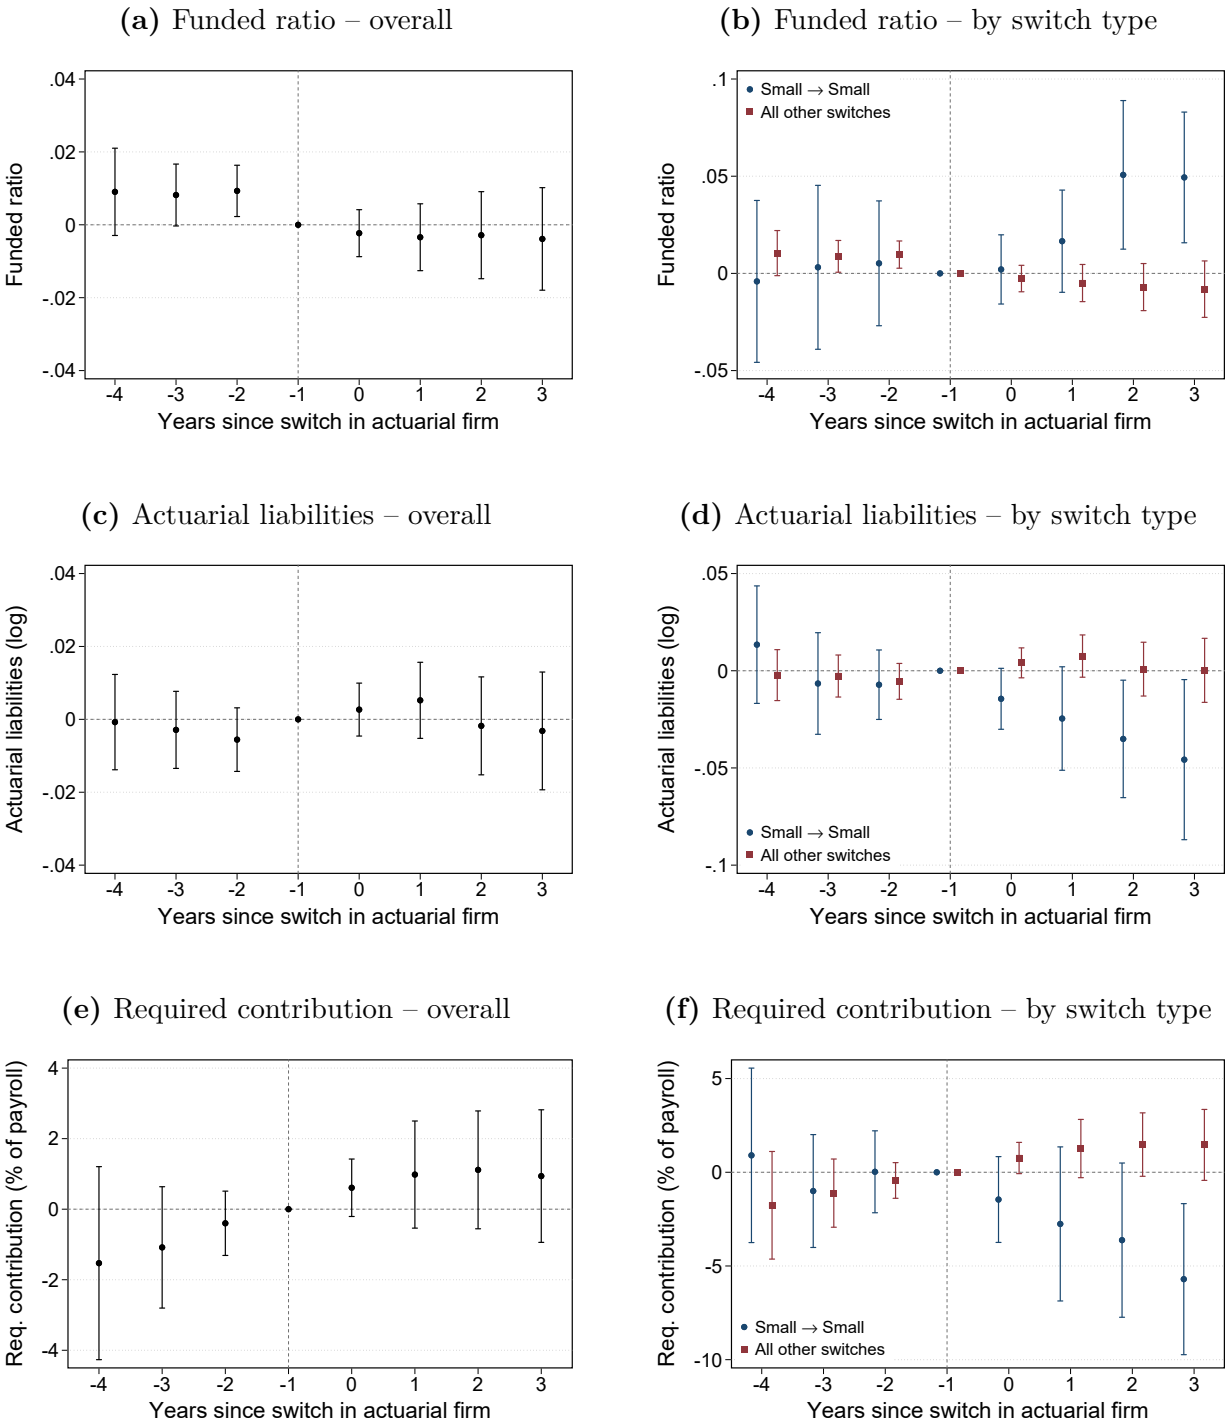 (a) Funded ratio – overall
.04
.02
0
-.02
-.04
Funded ratio
-4 -3 -2 -1 0 1 2 3
Years since switch in actuarial firm
(b) Funded ratio – by switch type
.1
.05
0
-.05
Funded ratio
Small → Small
All other switches
-4 -3 -2 -1 0 1 2 3
Years since switch in actuarial firm
(c) Actuarial liabilities – overall
.04
.02
0
-.02
-.04
Actuarial liabilities (log)
-4 -3 -2 -1 0 1 2 3
Years since switch in actuarial firm
(d) Actuarial liabilities – by switch type
.05
0
-.05
-.1
Actuarial liabilities (log)
Small → Small
All other switches
-4 -3 -2 -1 0 1 2 3
Years since switch in actuarial firm
(e) Required contribution – overall
4
2
0
-2
-4
Req. contribution (% of payroll)
-4 -3 -2 -1 0 1 2 3
Years since switch in actuarial firm
(f) Required contribution – by switch type
5
0
-5
-10
Req. contribution (% of payroll)
Small → Small
All other switches
-4 -3 -2 -1 0 1 2 3
Years since switch in actuarial firm